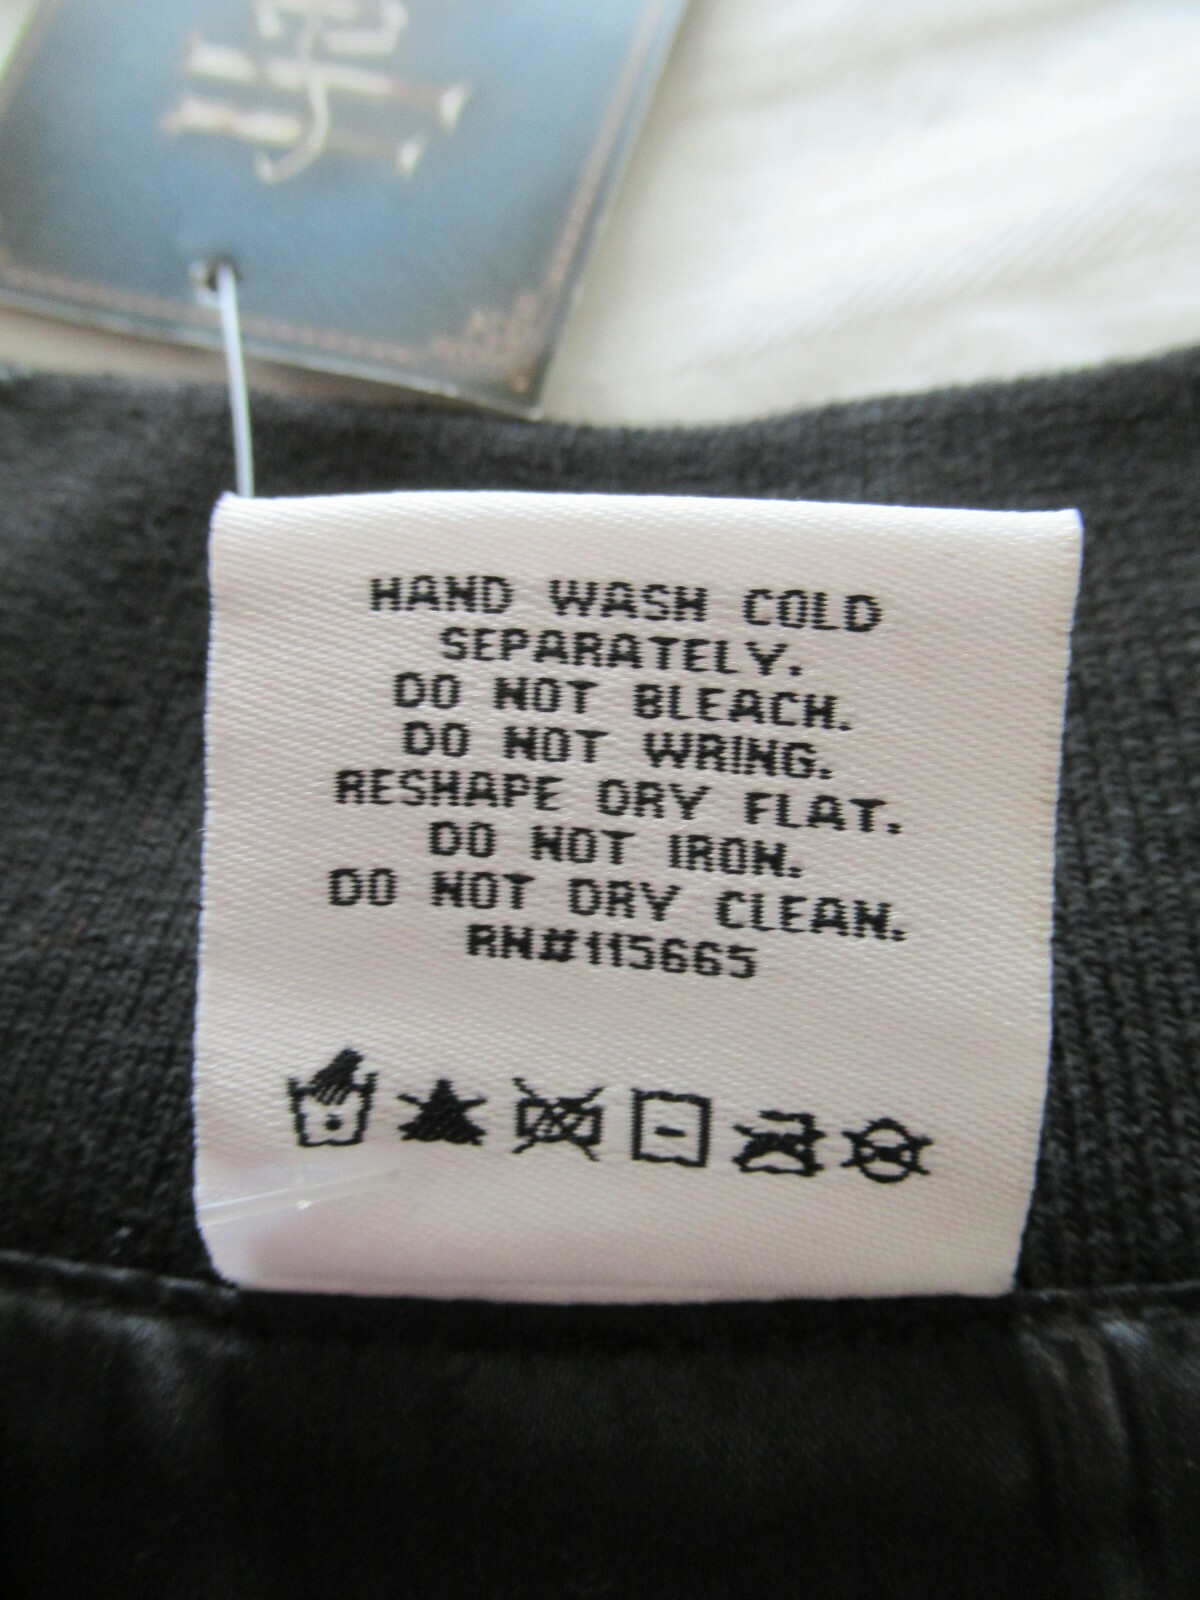 HAND WASH COLD
SEPARATELY.
DO NOT BLEACH.
DO NOT WRING.
RESHAPE DRY FLAT.
DO NOT IRON.
DO NOT DRY CLEAN.
RN#115665